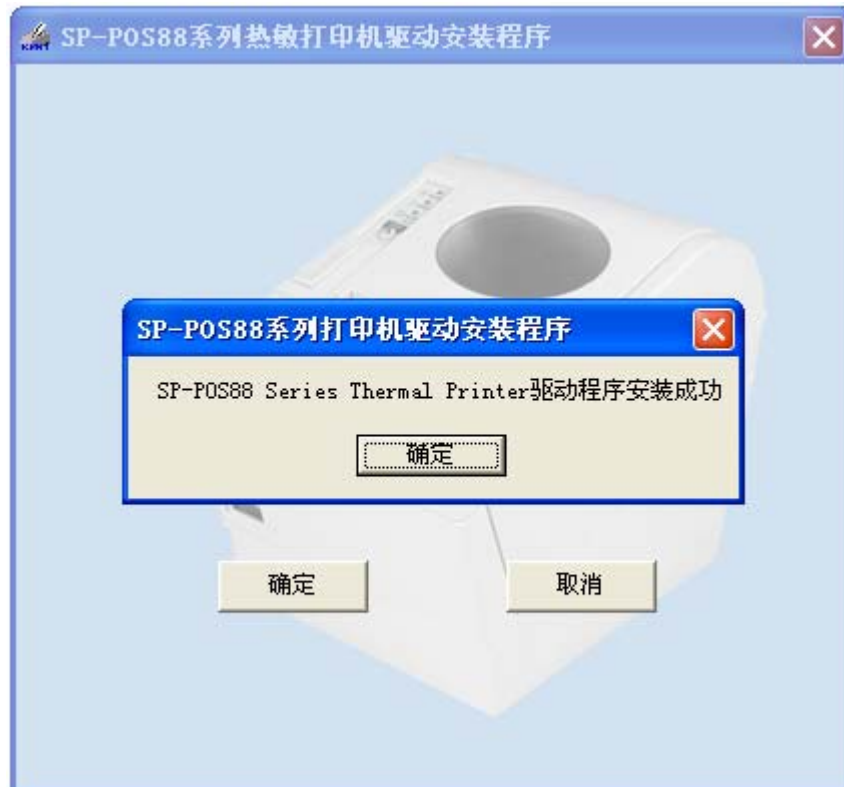 SP-POS88系列热敏打印机驱动安装程序
SP-POS88系列打印机驱动安装程序
SP-POS88 Series Thermal Printer驱动程序安装成功
确定
确定
取消